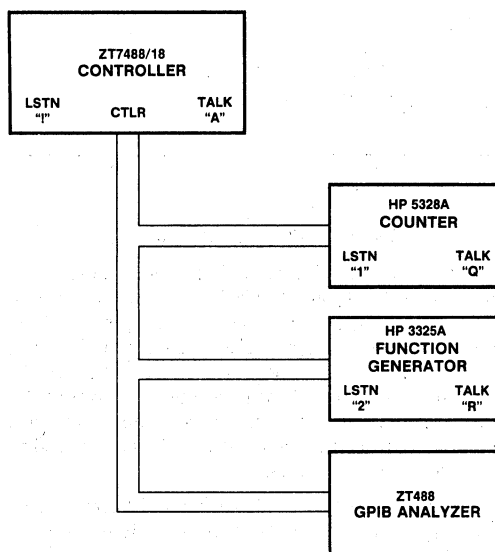 ZT7488/18
CONTROLLER
LSTN CTLR TALK
"!" "A"
HP 5328A
COUNTER
LSTN TALK
"1" "Q"
HP 3325A
FUNCTION
GENERATOR
LSTN TALK
"2" "R"
ZT488
GPIB ANALYZER